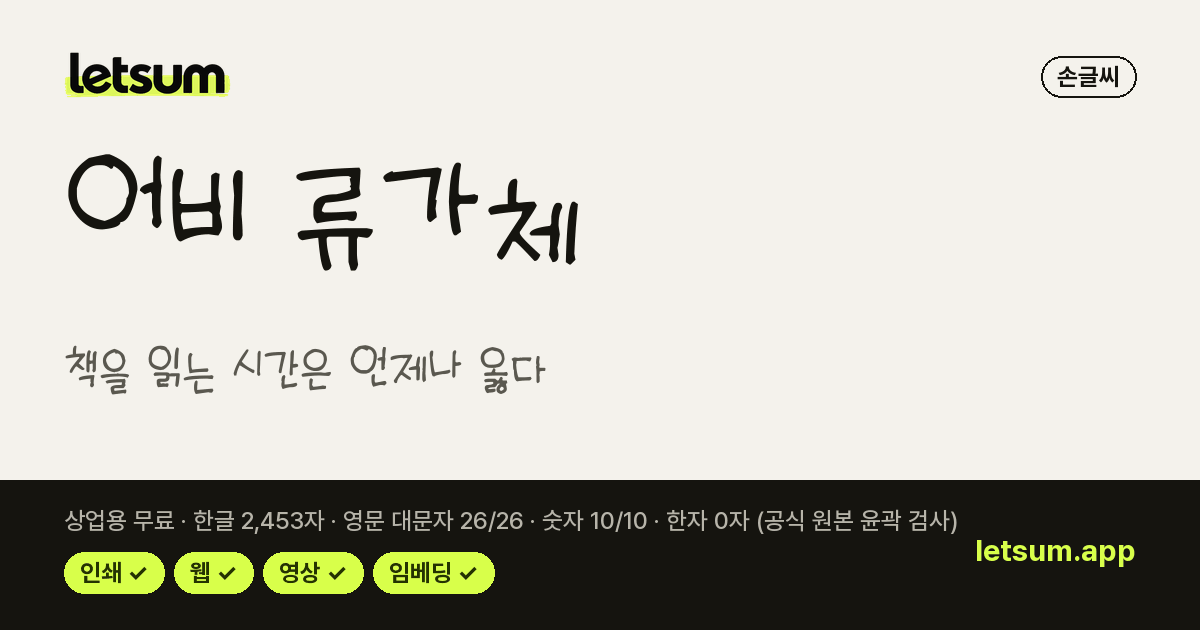 letsum
손글씨
어비 류가체
책을 읽는 시간은 언제나 옳다
상업용 무료 · 한글 2,453자 · 영문 대문자 26/26 · 숫자 10/10 · 한자 0자 (공식 원본 윤곽 검사)
인쇄 ✓ 웹 ✓ 영상 ✓ 임베딩 ✓
letsum.app